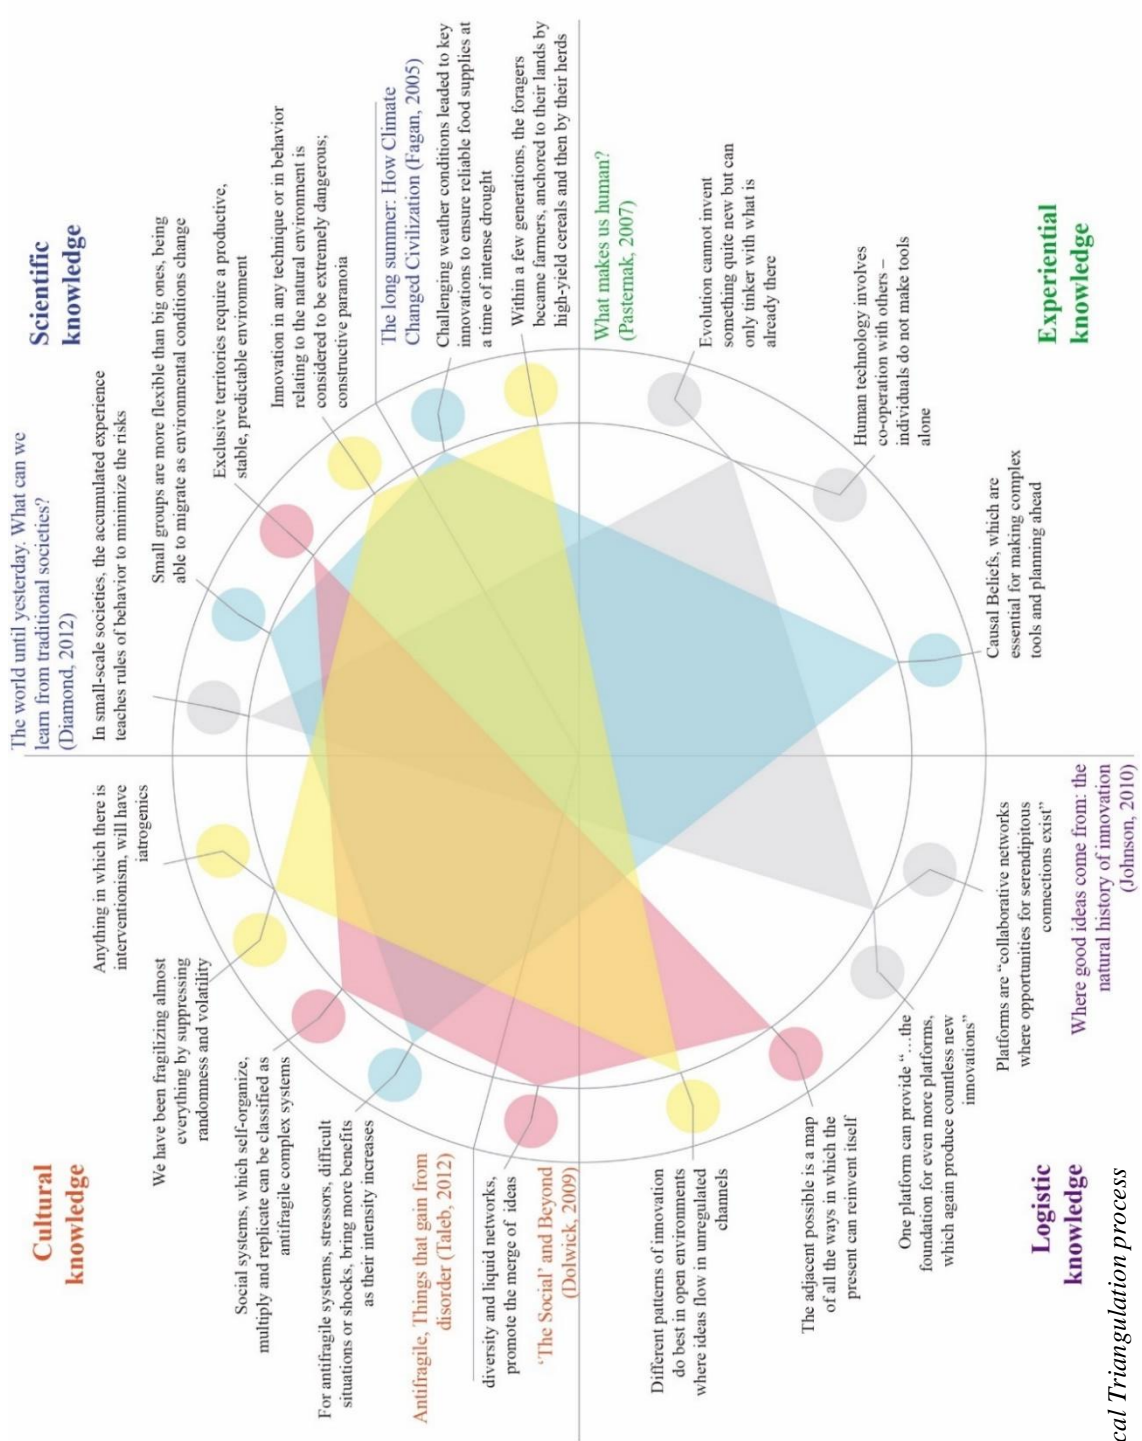 Cultural
knowledge
Scientific
knowledge
The world until yesterday. What can we
learn from traditional societies?
(Diamond, 2012)
In small-scale societies, the accumulated experience
teaches rules of behavior to minimize the risks
Small groups are more flexible than big ones, being
able to migrate as environmental conditions change
Exclusive territories require a productive,
stable, predictable environment
Innovation in any technique or in behavior
relating to the natural environment is
considered to be extremely dangerous;
constructive paranoia
The long summer: How Climate
Changed Civilization (Fagan, 2005)
Challenging weather conditions leaded to key
innovations to ensure reliable food supplies at
a time of intense drought
Within a few generations, the foragers
became farmers, anchored to their lands by
high-yield cereals and then by their herds
Anything in which there is
interventionism, will have
iatrogenics
We have been fragilizing almost
everything by suppressing
randomness and volatility
Social systems, which self-organize,
multiply and replicate can be classified as
antifragile complex systems
For antifragile systems, stressors, difficult
situations or shocks, bring more benefits
as their intensity increases
Antifragile, Things that gain from
disorder (Taleb, 2012)
diversity and liquid networks,
promote the merge of ideas
‘The Social’ and Beyond
(Dolwick, 2009)
What makes us human?
(Pasternak, 2007)
Evolution cannot invent
something quite new but can
only tinker with what is
already there
Human technology involves
co-operation with others –
individuals do not make tools
alone
Causal Beliefs, which are
essential for making complex
tools and planning ahead
Experiential
knowledge
Different patterns of innovation
do best in open environments
where ideas flow in unregulated
channels
The adjacent possible is a map
of all the ways in which the
present can reinvent itself
One platform can provide “…the
foundation for even more platforms,
which again produce countless new
innovations”
Platforms are “collaborative networks
where opportunities for serendipitous
connections exist”
Where good ideas come from: the
natural history of innovation
(Johnson, 2010)
Logistic
knowledge
cal Triangulation process